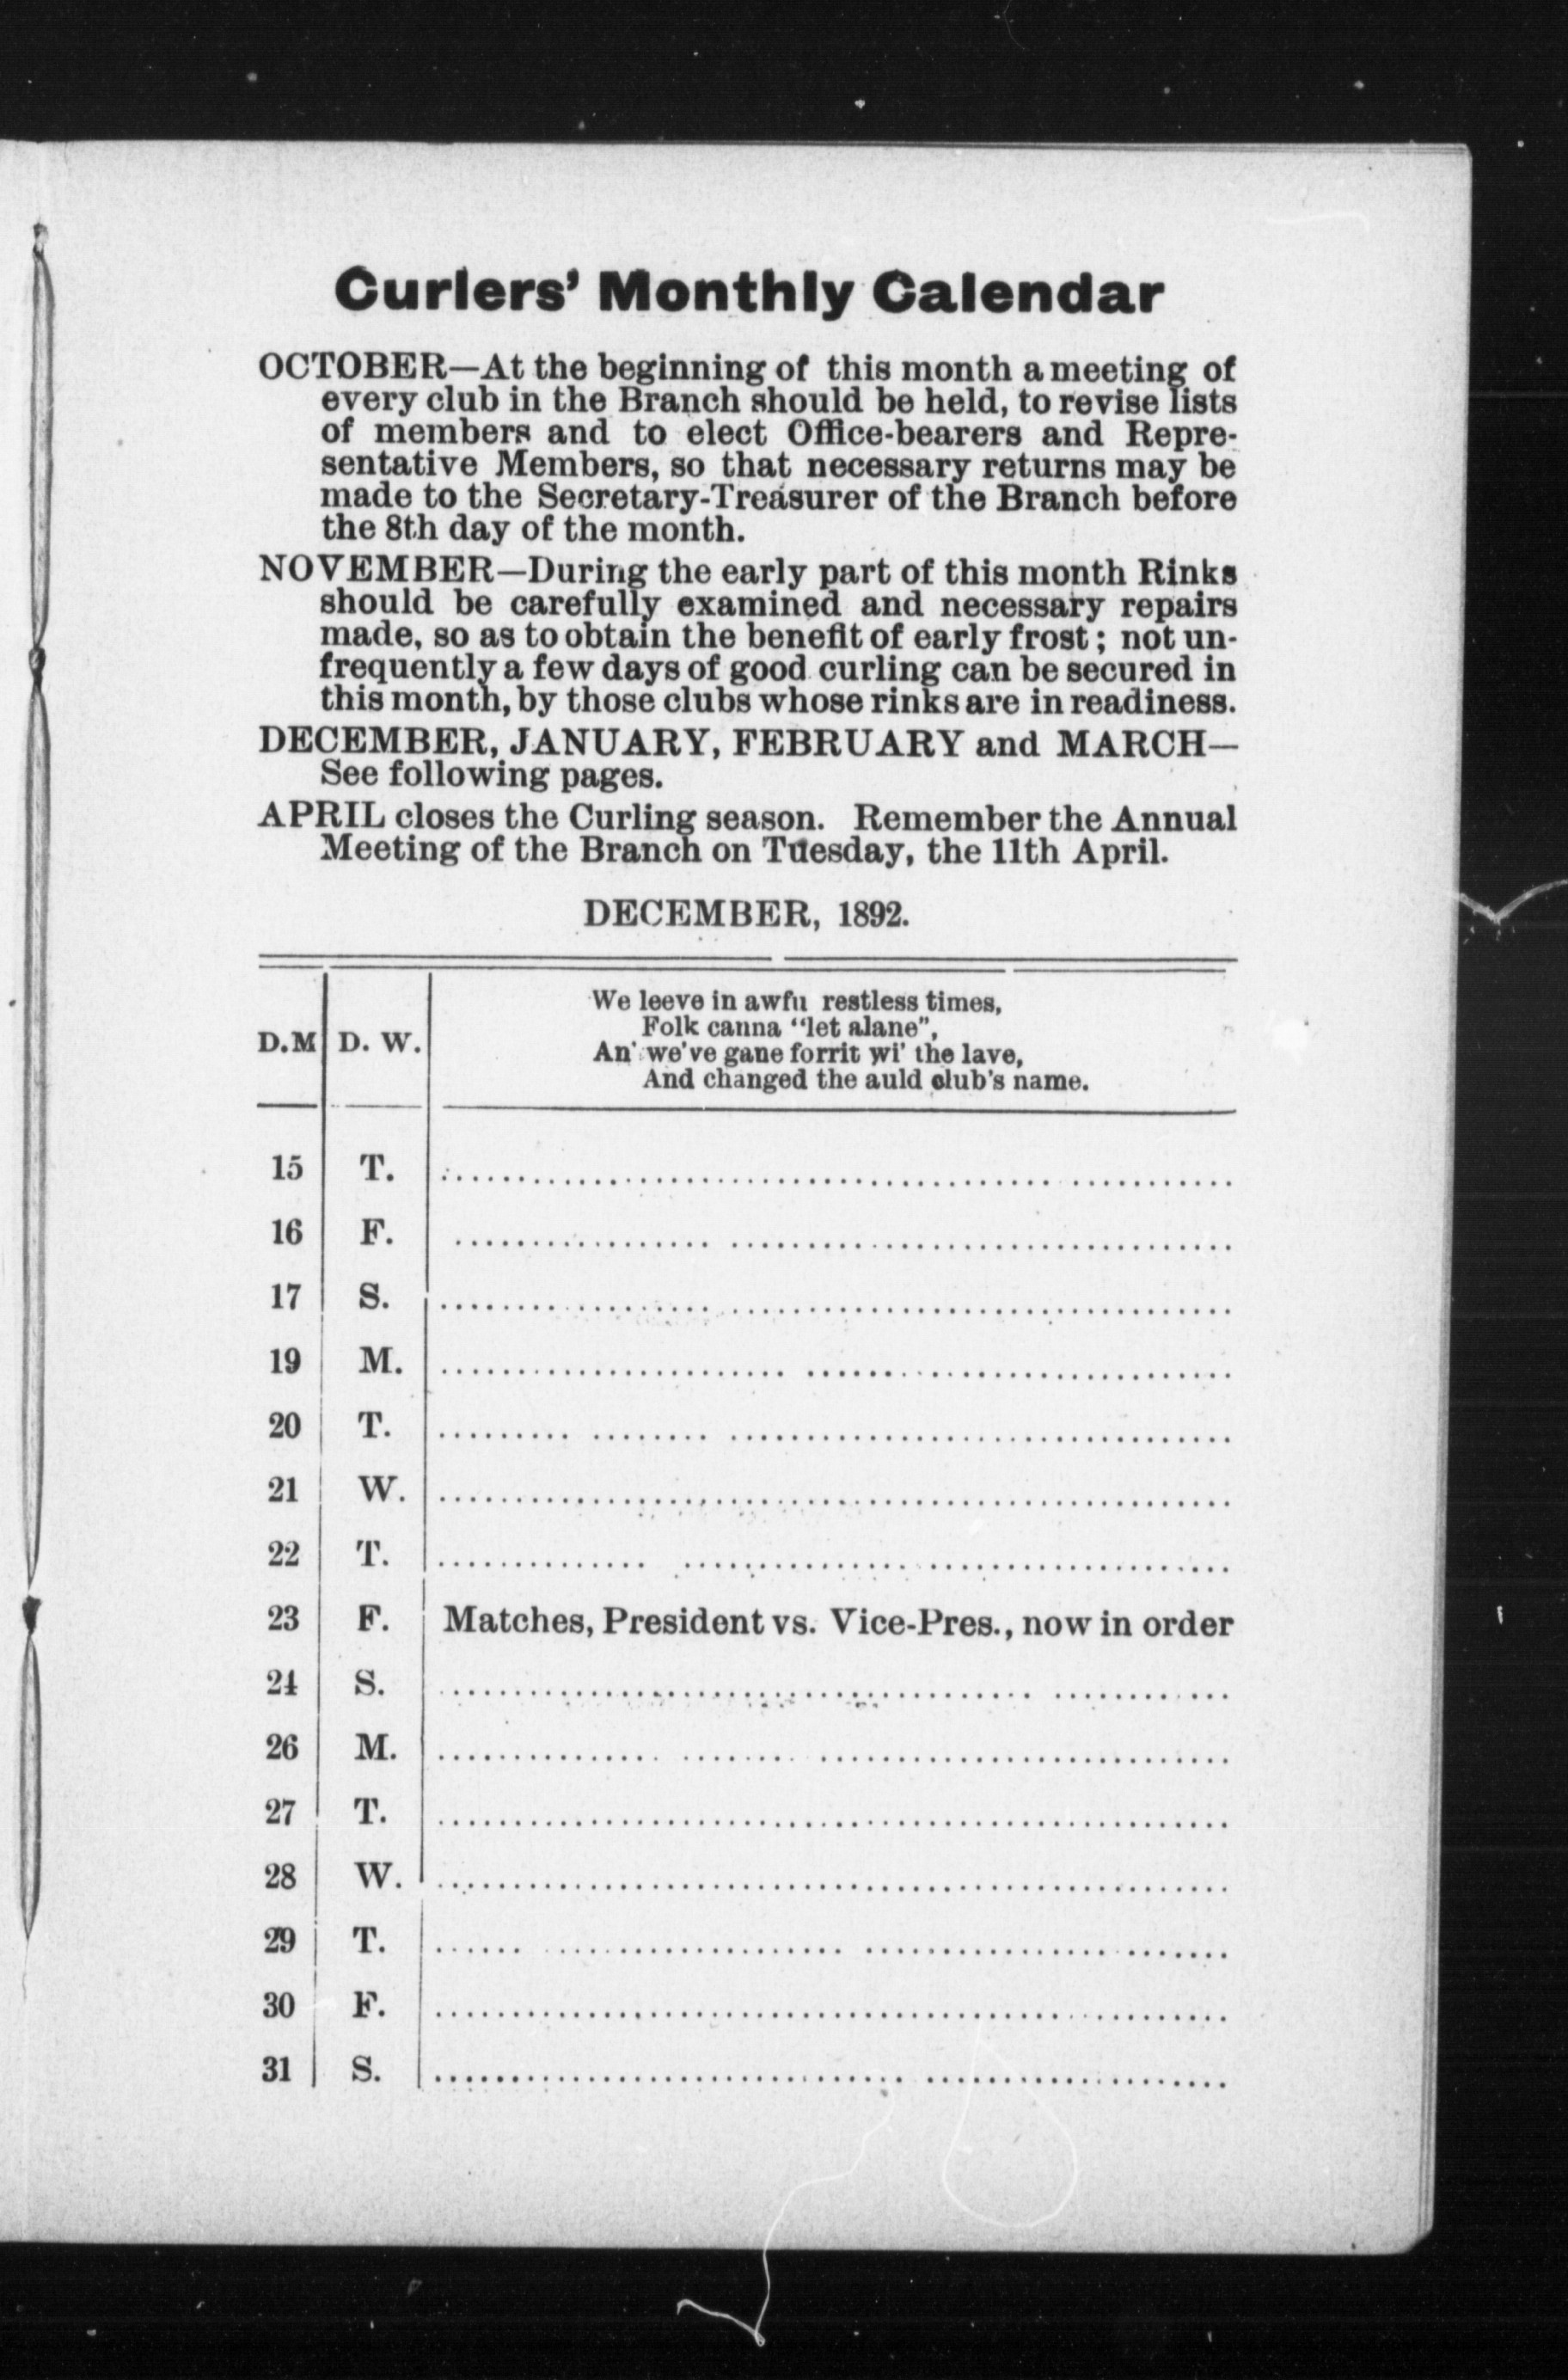 Curlers' Monthly Calendar
OCTOBER—At the beginning of this month a meeting of
every club in the Branch should be held, to revise lists
of members and to elect Office-bearers and Repre-
sentative Members, so that necessary returns may be
made to the Secretary-Treasurer of the Branch before
the 8th day of the month.
NOVEMBER—During the early part of this month Rinks
should be carefully examined and necessary repairs
made, so as to obtain the benefit of early frost; not un-
frequently a few days of good curling can be secured in
this month, by those clubs whose rinks are in readiness.
DECEMBER, JANUARY, FEBRUARY and MARCH—
See following pages.
APRIL closes the Curling season. Remember the Annual
Meeting of the Branch on Tuesday, the 11th April.
DECEMBER, 1892.
D.M D. W.
We leeve in awfu restless times,
Folk canna "let alane",
An' we've gane forrit wi' the lave,
And changed the auld club's name.
15 T.
16 F.
17 S.
19 M.
20 T.
21 W.
22 T.
23 F. Matches, President vs. Vice-Pres., now in order
24 S.
26 M.
27 T.
28 W.
29 T.
30 F.
31 S.